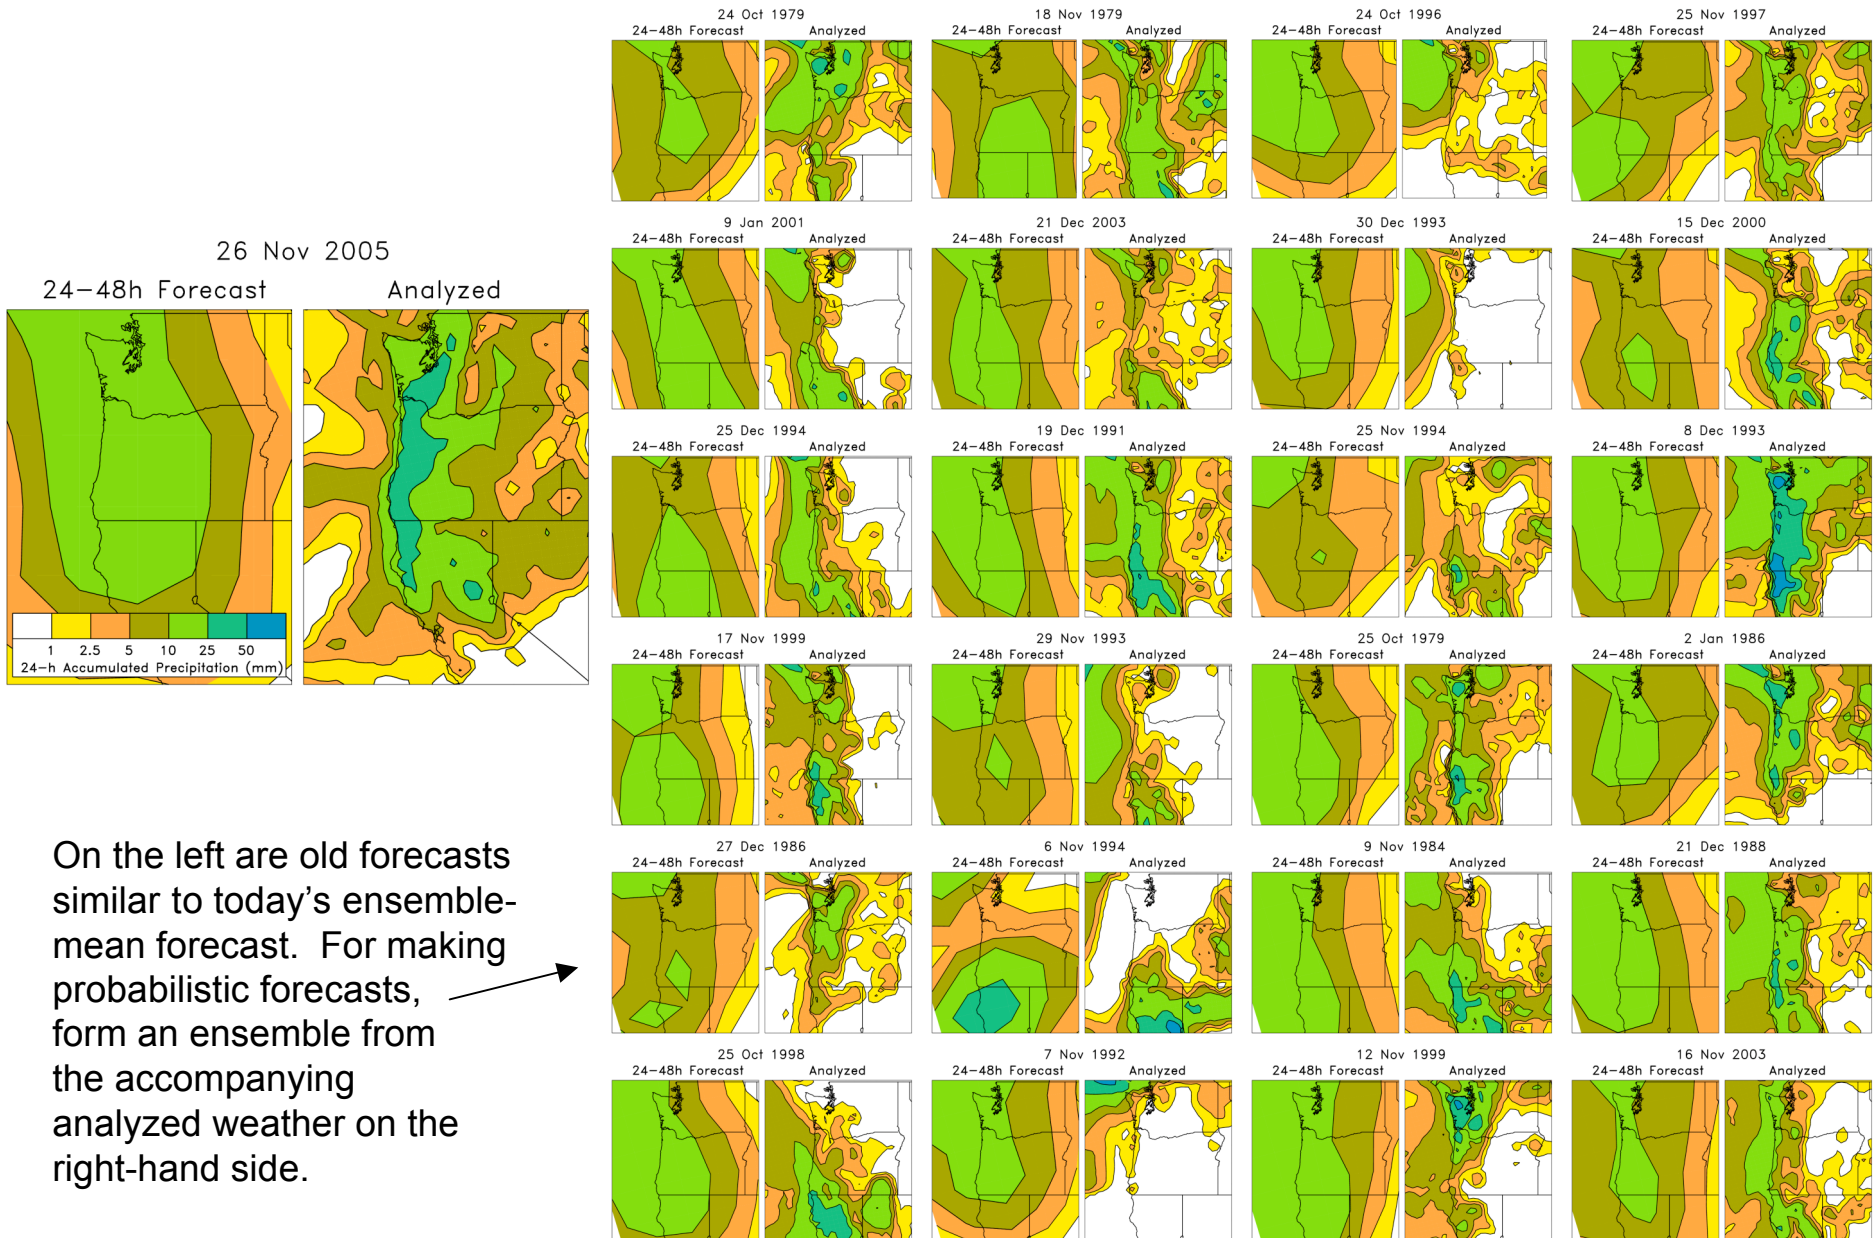 24 Oct 1979
24-48h Forecast Analyzed
18 Nov 1979
24-48h Forecast Analyzed
24 Oct 1996
24-48h Forecast Analyzed
25 Nov 1997
24-48h Forecast Analyzed
9 Jan 2001
24-48h Forecast Analyzed
21 Dec 2003
24-48h Forecast Analyzed
30 Dec 1993
24-48h Forecast Analyzed
15 Dec 2000
24-48h Forecast Analyzed
26 Nov 2005
24-48h Forecast Analyzed
1 2.5 5 10 25 50
24-h Accumulated Precipitation (mm)
25 Dec 1994
24-48h Forecast Analyzed
19 Dec 1991
24-48h Forecast Analyzed
25 Nov 1994
24-48h Forecast Analyzed
8 Dec 1993
24-48h Forecast Analyzed
17 Nov 1999
24-48h Forecast Analyzed
29 Nov 1993
24-48h Forecast Analyzed
25 Oct 1979
24-48h Forecast Analyzed
2 Jan 1986
24-48h Forecast Analyzed
On the left are old forecasts
similar to today's ensemble-
mean forecast. For making
probabilistic forecasts,
form an ensemble from
the accompanying
analyzed weather on the
right-hand side.
27 Dec 1986
24-48h Forecast Analyzed
6 Nov 1994
24-48h Forecast Analyzed
9 Nov 1984
24-48h Forecast Analyzed
21 Dec 1988
24-48h Forecast Analyzed
25 Oct 1998
24-48h Forecast Analyzed
7 Nov 1992
24-48h Forecast Analyzed
12 Nov 1999
24-48h Forecast Analyzed
16 Nov 2003
24-48h Forecast Analyzed